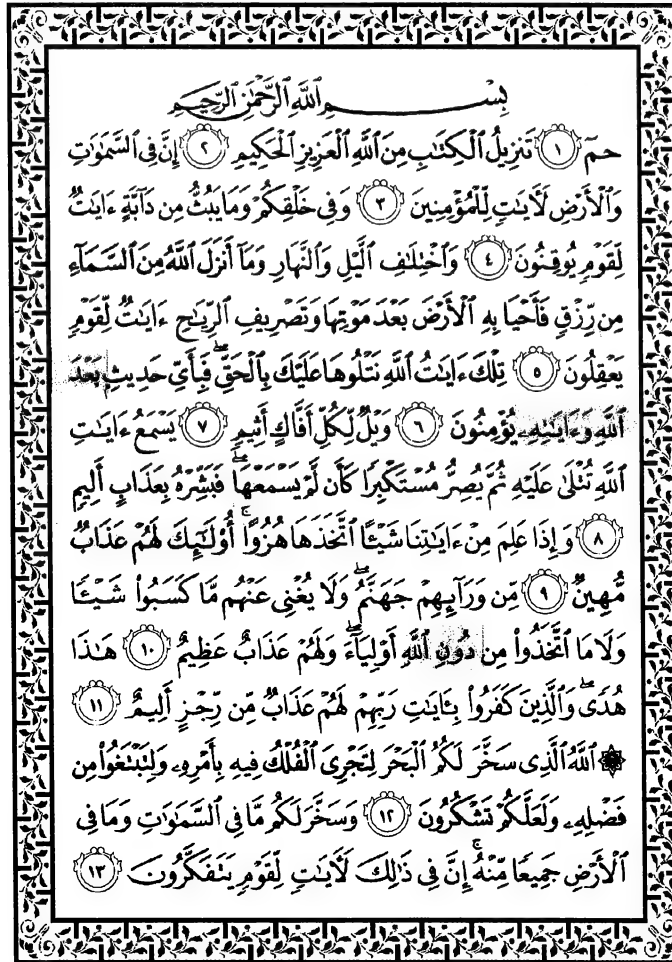 بِسْمِ ٱللَّهِ ٱلرَّحْمَٰنِ ٱلرَّحِيمِ
حمٓ ١ تَنزِيلُ ٱلْكِتَٰبِ مِنَ ٱللَّهِ ٱلْعَزِيزِ ٱلْحَكِيمِ ٢ إِنَّ فِى ٱلسَّمَٰوَٰتِ
وَٱلْأَرْضِ لَءَايَٰتٍ لِّلْمُؤْمِنِينَ ٣ وَفِى خَلْقِكُمْ وَمَا يَبُثُّ مِن دَآبَّةٍ ءَايَٰتٌ
لِّقَوْمٍ يُوقِنُونَ ٤ وَٱخْتِلَٰفِ ٱلَّيْلِ وَٱلنَّهَارِ وَمَآ أَنزَلَ ٱللَّهُ مِنَ ٱلسَّمَآءِ
مِن رِّزْقٍ فَأَحْيَا بِهِ ٱلْأَرْضَ بَعْدَ مَوْتِهَا وَتَصْرِيفِ ٱلرِّيَٰحِ ءَايَٰتٌ لِّقَوْمٍ
يَعْقِلُونَ ٥ تِلْكَ ءَايَٰتُ ٱللَّهِ نَتْلُوهَا عَلَيْكَ بِٱلْحَقِّ ۖ فَبِأَىِّ حَدِيثٍۭ بَعْدَ
ٱللَّهِ وَءَايَٰتِهِۦ يُؤْمِنُونَ ٦ وَيْلٌ لِّكُلِّ أَفَّاكٍ أَثِيمٍ ٧ يَسْمَعُ ءَايَٰتِ
ٱللَّهِ تُتْلَىٰ عَلَيْهِ ثُمَّ يُصِرُّ مُسْتَكْبِرًا كَأَن لَّمْ يَسْمَعْهَا ۖ فَبَشِّرْهُ بِعَذَابٍ أَلِيمٍ
٨ وَإِذَا عَلِمَ مِنْ ءَايَٰتِنَا شَيْـًٔا ٱتَّخَذَهَا هُزُوًا ۚ أُو۟لَٰٓئِكَ لَهُمْ عَذَابٌ
مُّهِينٌ ٩ مِّن وَرَآئِهِمْ جَهَنَّمُ ۖ وَلَا يُغْنِى عَنْهُم مَّا كَسَبُوا۟ شَيْـًٔا
وَلَا مَا ٱتَّخَذُوا۟ مِن دُونِ ٱللَّهِ أَوْلِيَآءَ ۖ وَلَهُمْ عَذَابٌ عَظِيمٌ ١٠ هَٰذَا
هُدًى ۖ وَٱلَّذِينَ كَفَرُوا۟ بِـَٔايَٰتِ رَبِّهِمْ لَهُمْ عَذَابٌ مِّن رِّجْزٍ أَلِيمٌ ١١
۞ ٱللَّهُ ٱلَّذِى سَخَّرَ لَكُمُ ٱلْبَحْرَ لِتَجْرِىَ ٱلْفُلْكُ فِيهِ بِأَمْرِهِۦ وَلِتَبْتَغُوا۟ مِن
فَضْلِهِۦ وَلَعَلَّكُمْ تَشْكُرُونَ ١٢ وَسَخَّرَ لَكُم مَّا فِى ٱلسَّمَٰوَٰتِ وَمَا فِى
ٱلْأَرْضِ جَمِيعًا مِّنْهُ ۚ إِنَّ فِى ذَٰلِكَ لَءَايَٰتٍ لِّقَوْمٍ يَتَفَكَّرُونَ ١٣